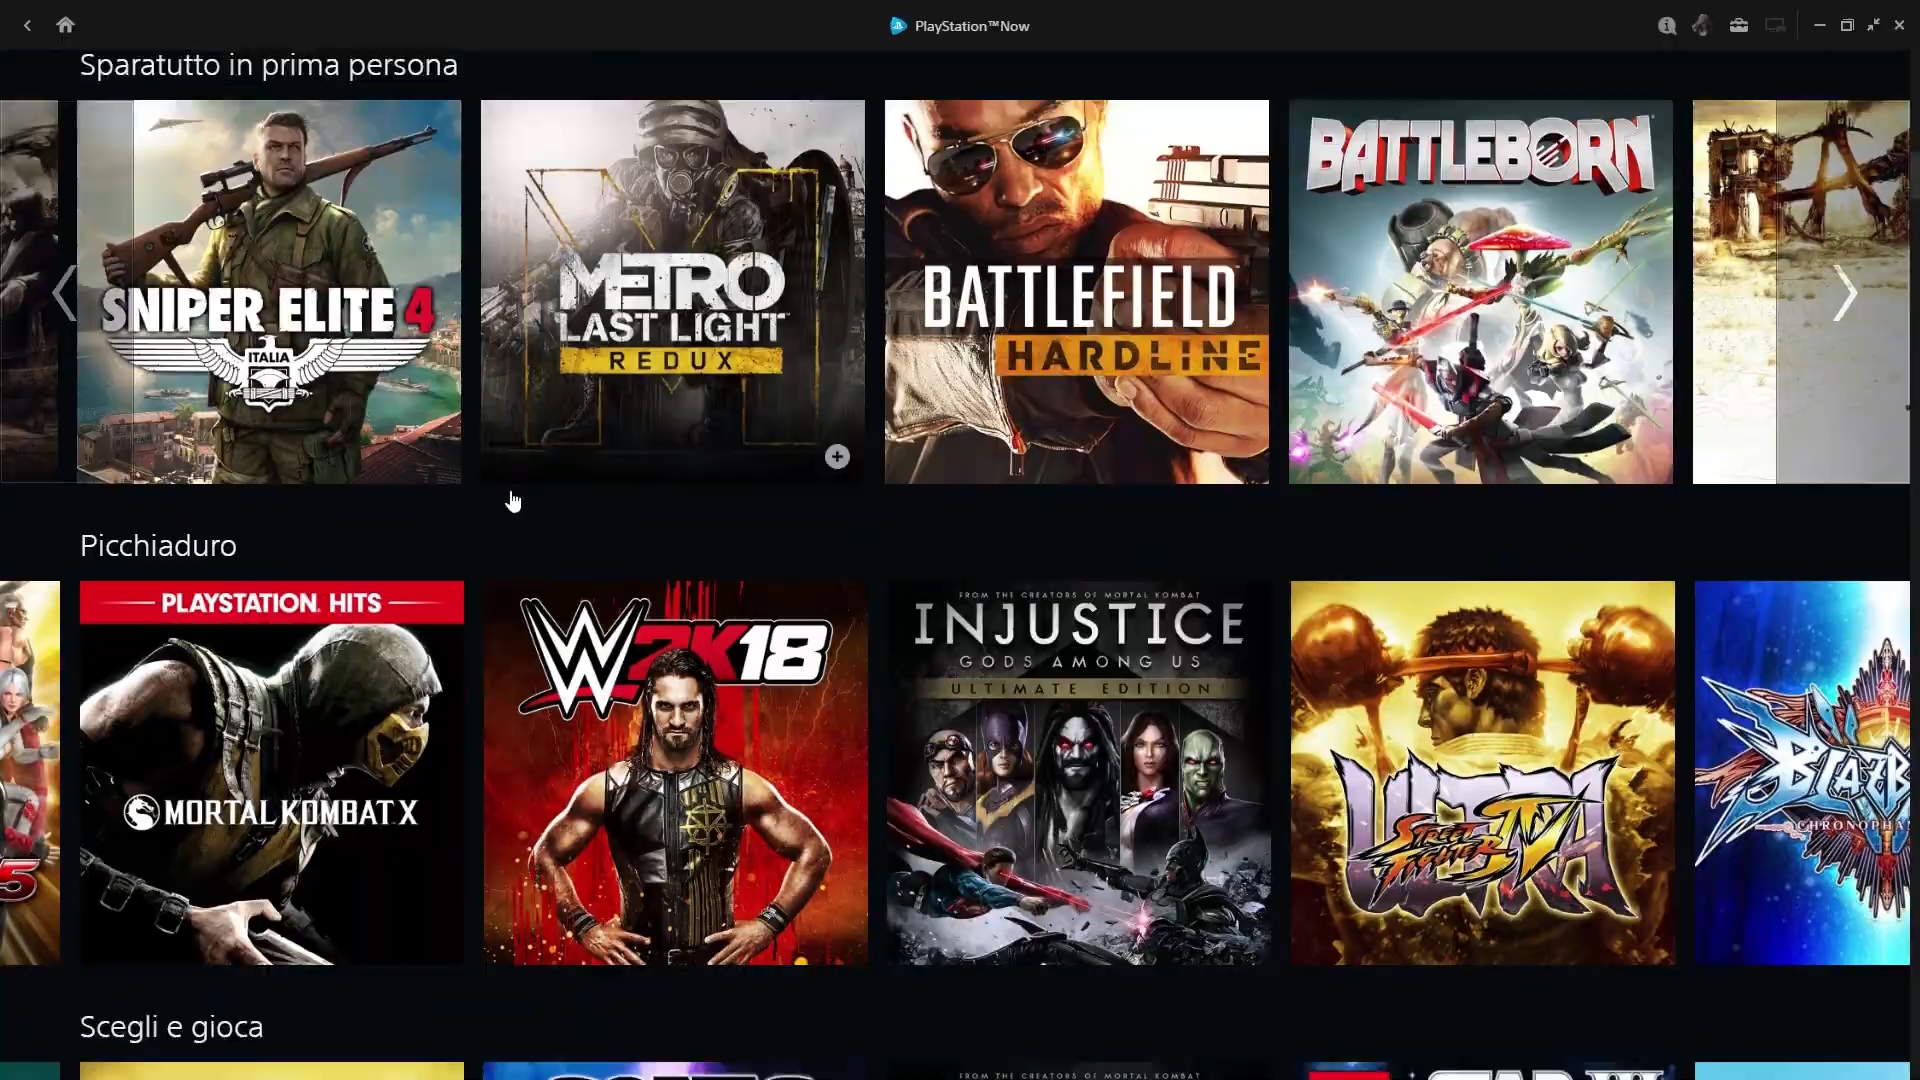 PlayStation™Now
Sparatutto in prima persona
SNIPER ELITE 4
ITALIA
METRO
LAST LIGHT
REDUX
BATTLEFIELD
HARDLINE
BATTLEBORN
Picchiaduro
PLAYSTATION HITS
MORTAL KOMBAT X
W 2K18
FROM THE CREATORS OF MORTAL KOMBAT
INJUSTICE
GODS AMONG US
ULTIMATE EDITION
ULTRA
STREET
FIGHTER IV
5
Scegli e gioca
FROM THE CREATORS OF MORTAL KOMBAT